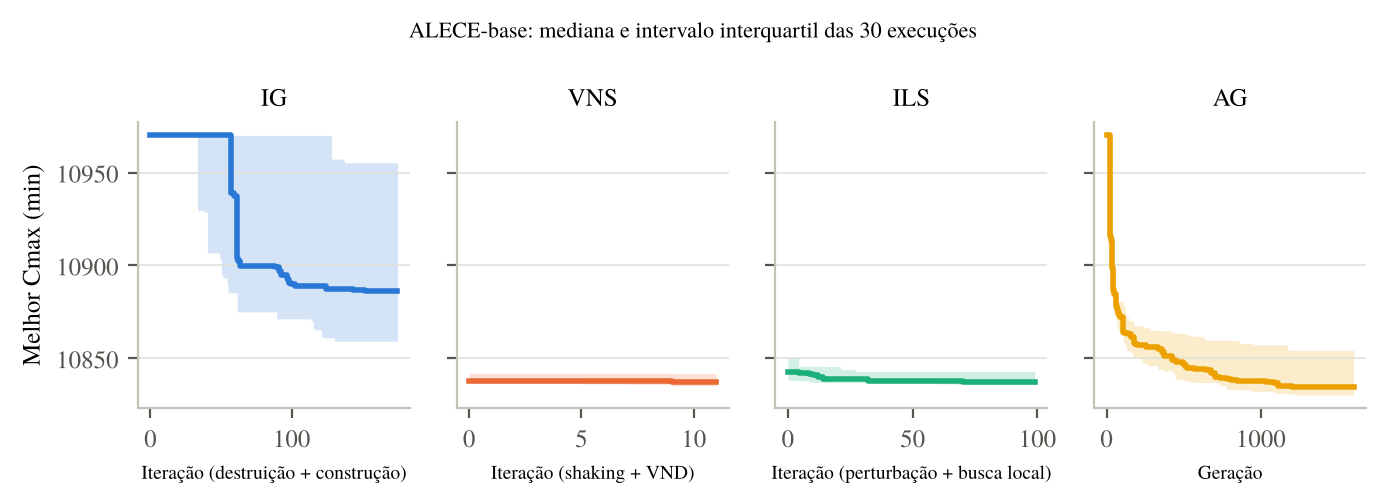 ALECE-base: mediana e intervalo interquartil das 30 execuções
IG
VNS
ILS
AG
Melhor Cmax (min)
10950
10900
10850
0
100
0
5
10
0
50
100
0
1000
Iteração (destruição + construção)
Iteração (shaking + VND)
Iteração (perturbação + busca local)
Geração